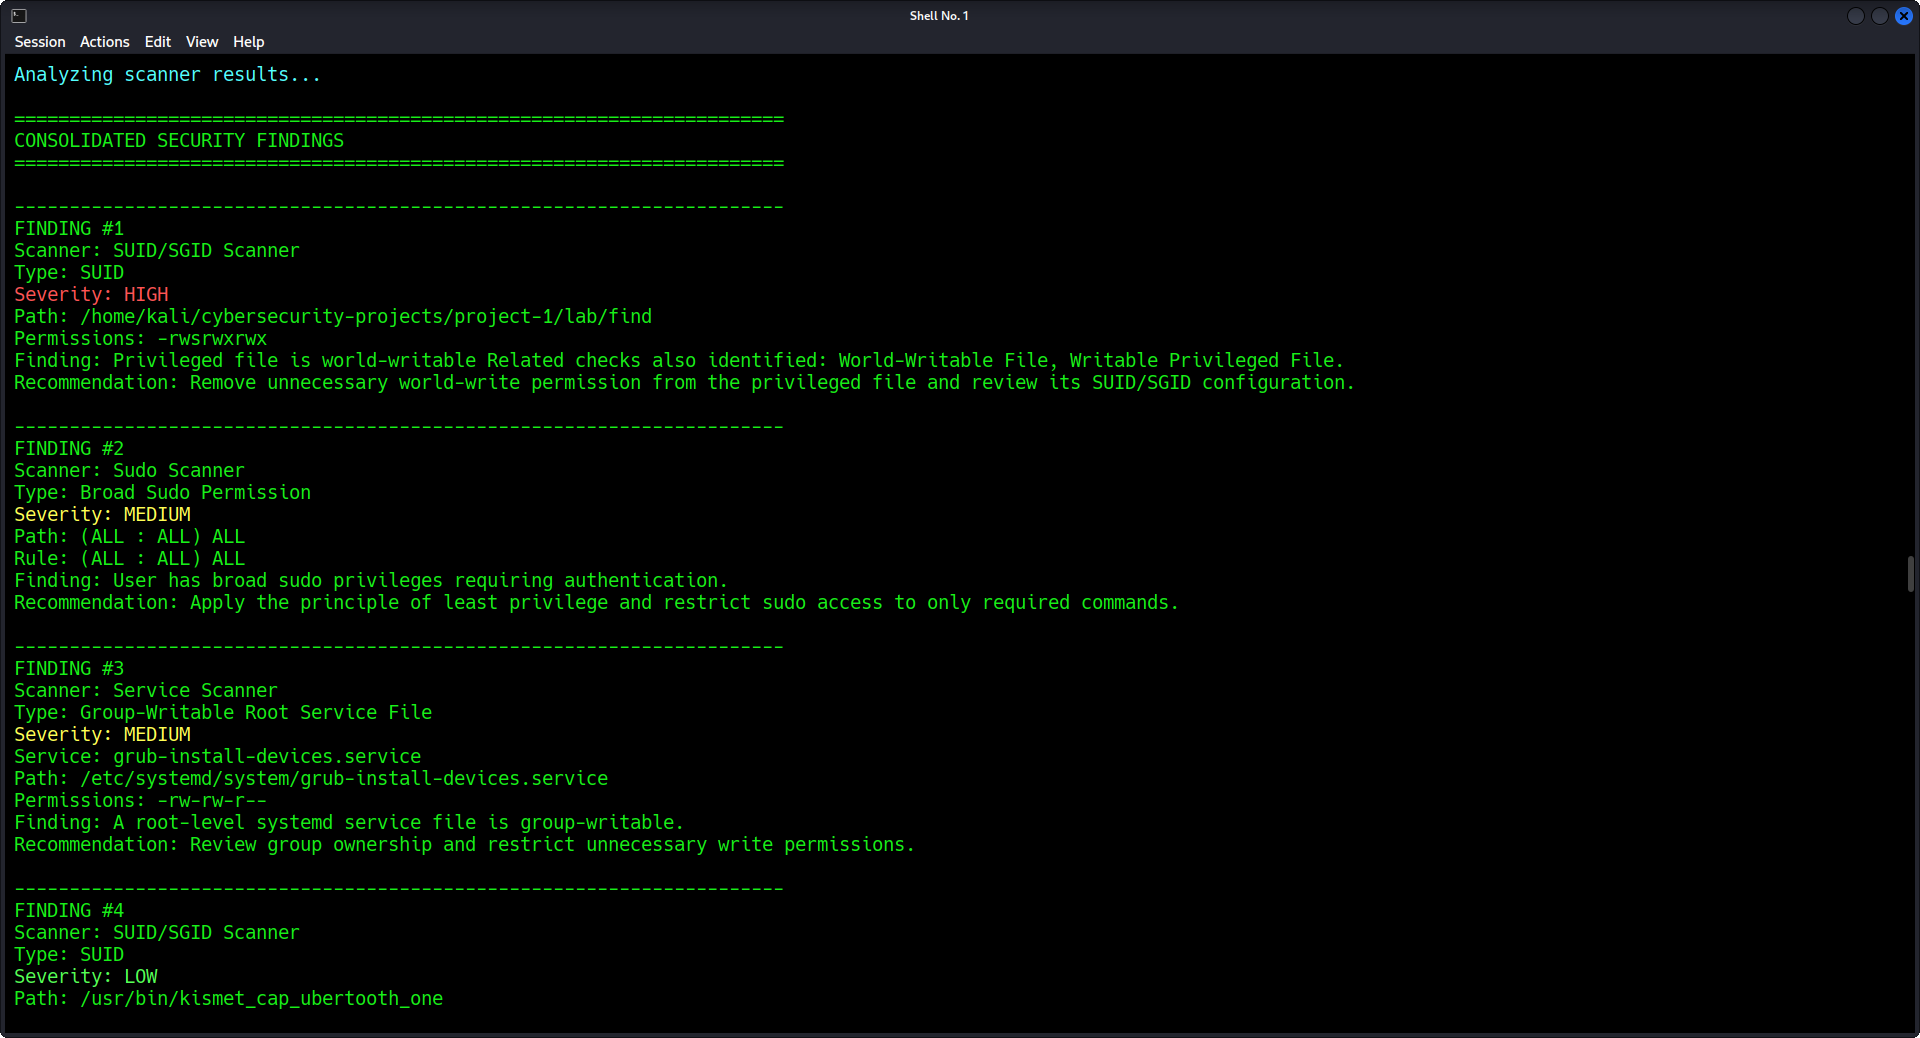 Shell No. 1
Session Actions Edit View Help
Analyzing scanner results...
======================================================================
CONSOLIDATED SECURITY FINDINGS
======================================================================
----------------------------------------------------------------------
FINDING #1
Scanner: SUID/SGID Scanner
Type: SUID
Severity: HIGH
Path: /home/kali/cybersecurity-projects/project-1/lab/find
Permissions: -rwsrwxrwx
Finding: Privileged file is world-writable Related checks also identified: World-Writable File, Writable Privileged File.
Recommendation: Remove unnecessary world-write permission from the privileged file and review its SUID/SGID configuration.
----------------------------------------------------------------------
FINDING #2
Scanner: Sudo Scanner
Type: Broad Sudo Permission
Severity: MEDIUM
Path: (ALL : ALL) ALL
Rule: (ALL : ALL) ALL
Finding: User has broad sudo privileges requiring authentication.
Recommendation: Apply the principle of least privilege and restrict sudo access to only required commands.
----------------------------------------------------------------------
FINDING #3
Scanner: Service Scanner
Type: Group-Writable Root Service File
Severity: MEDIUM
Service: grub-install-devices.service
Path: /etc/systemd/system/grub-install-devices.service
Permissions: -rw-rw-r--
Finding: A root-level systemd service file is group-writable.
Recommendation: Review group ownership and restrict unnecessary write permissions.
----------------------------------------------------------------------
FINDING #4
Scanner: SUID/SGID Scanner
Type: SUID
Severity: LOW
Path: /usr/bin/kismet_cap_ubertooth_one